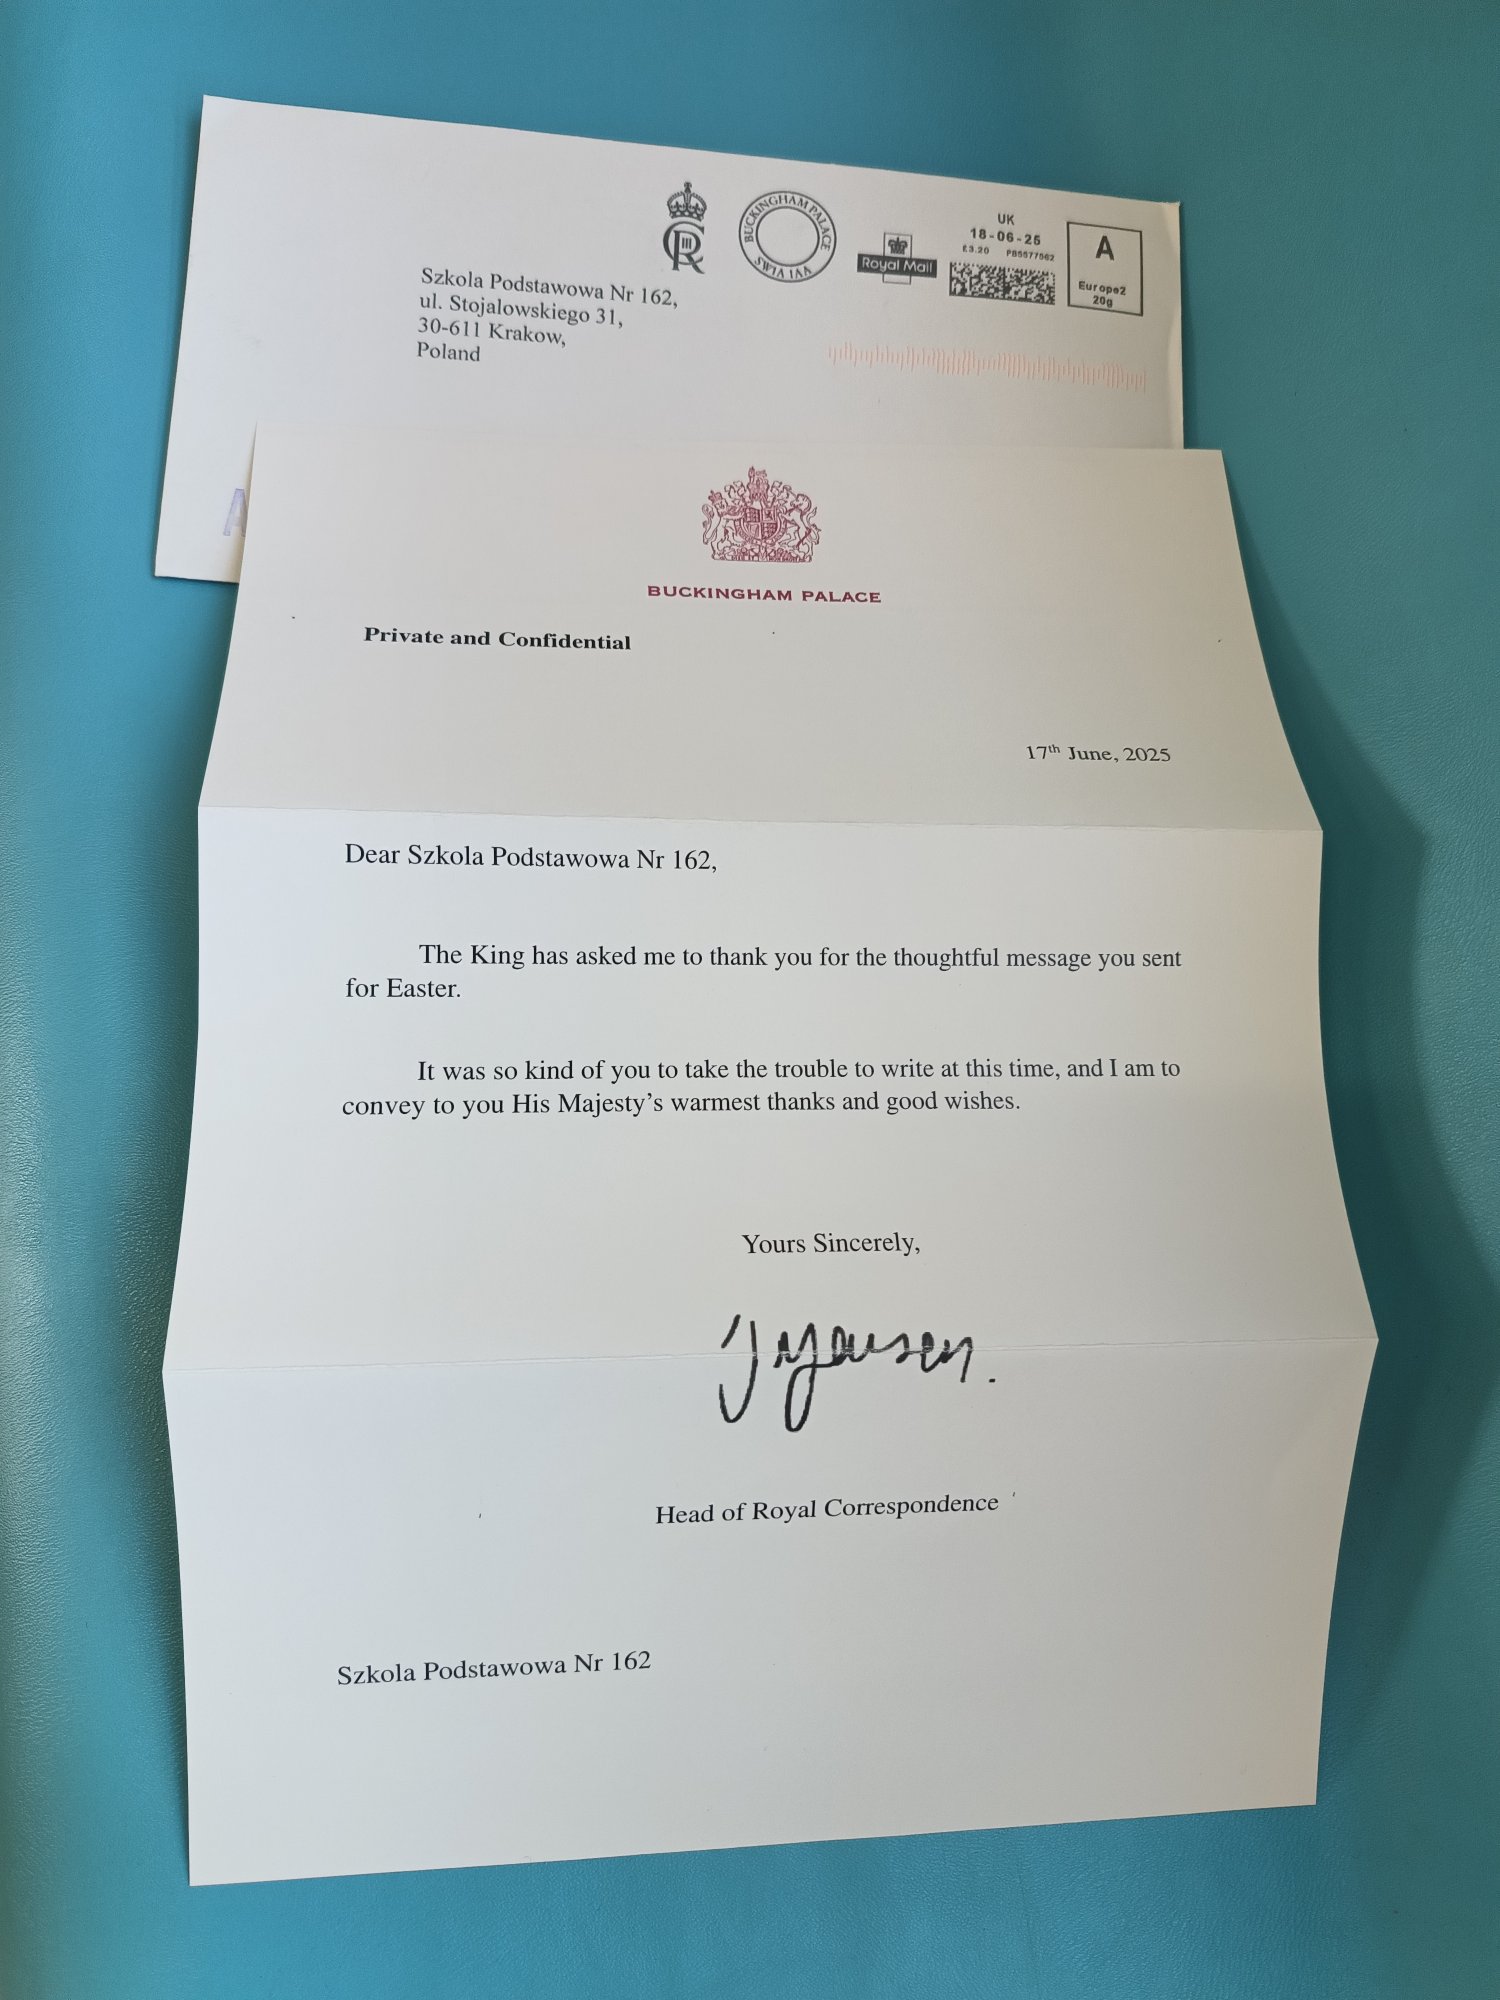 BUCKINGHAM PALACE
SW1A 1AA
Royal Mail
UK
18-06-25
£3.20 PB5577562
A
Europe2
20g
Szkola Podstawowa Nr 162,
ul. Stojalowskiego 31,
30-611 Krakow,
Poland
BUCKINGHAM PALACE
Private and Confidential
17th June, 2025
Dear Szkola Podstawowa Nr 162,
The King has asked me to thank you for the thoughtful message you sent
for Easter.
It was so kind of you to take the trouble to write at this time, and I am to
convey to you His Majesty's warmest thanks and good wishes.
Yours Sincerely,
Head of Royal Correspondence
Szkola Podstawowa Nr 162